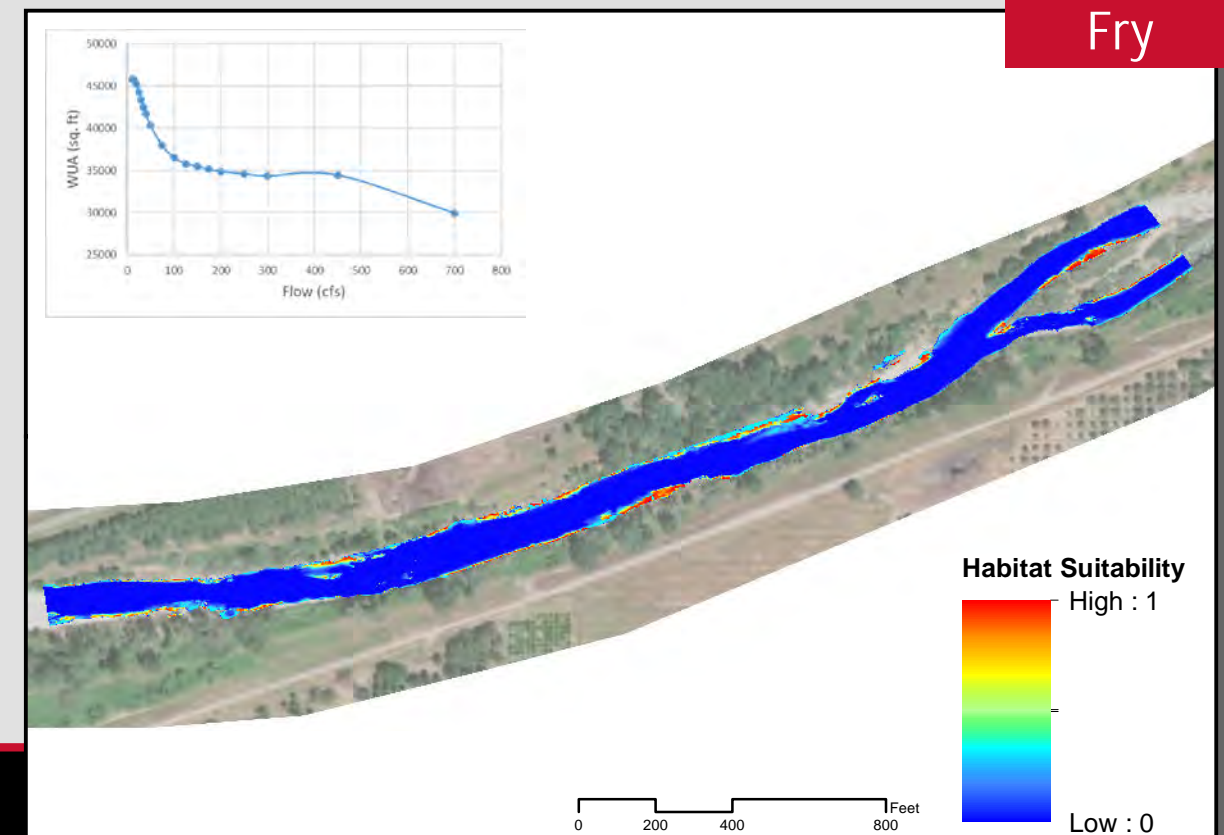 Fry
50000
45000
40000
35000
30000
25000
WUA (sq. ft)
0 100 200 300 400 500 600 700 800
Flow (cfs)
Habitat Suitability
High : 1
Low : 0
Feet
0 200 400 800